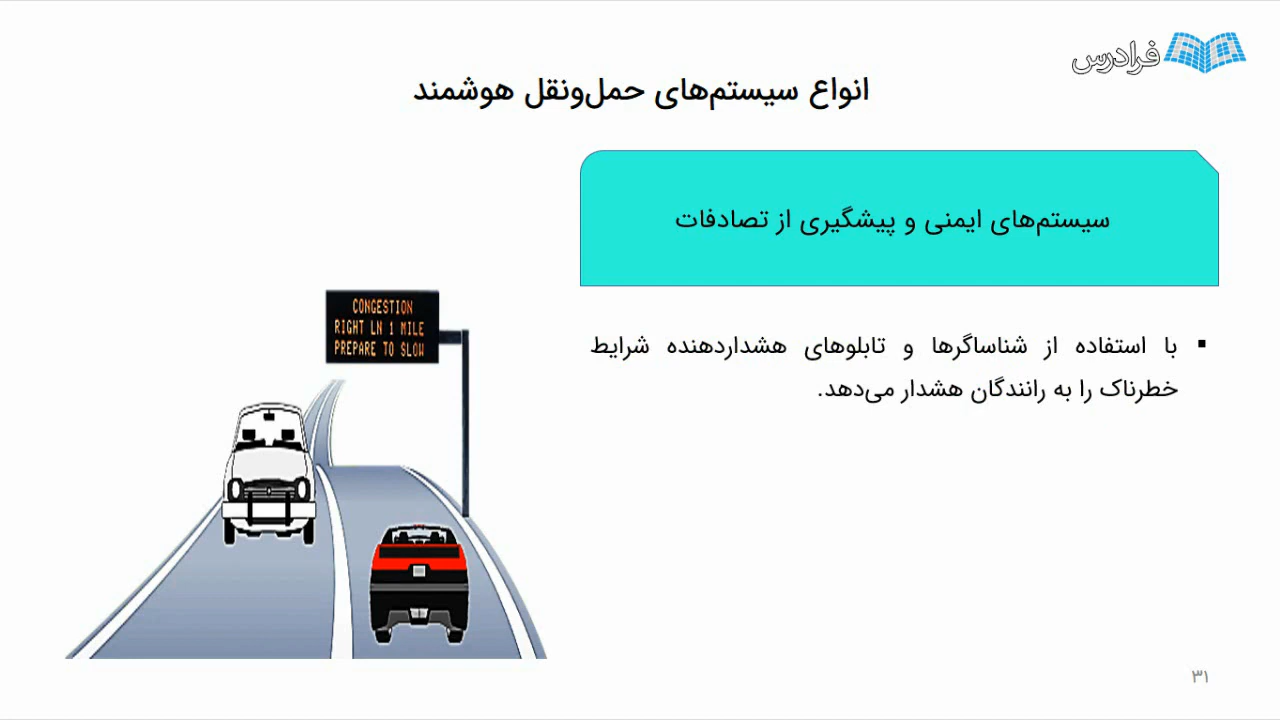 فرادرس
انواع سیستم‌های حمل‌ونقل هوشمند
سیستم‌های ایمنی و پیشگیری از تصادفات
▪ با استفاده از شناساگرها و تابلوهای هشداردهنده شرایط
خطرناک را به رانندگان هشدار می‌دهد.
CONGESTION
RIGHT LN 1 MILE
PREPARE TO SLOW
۳۱